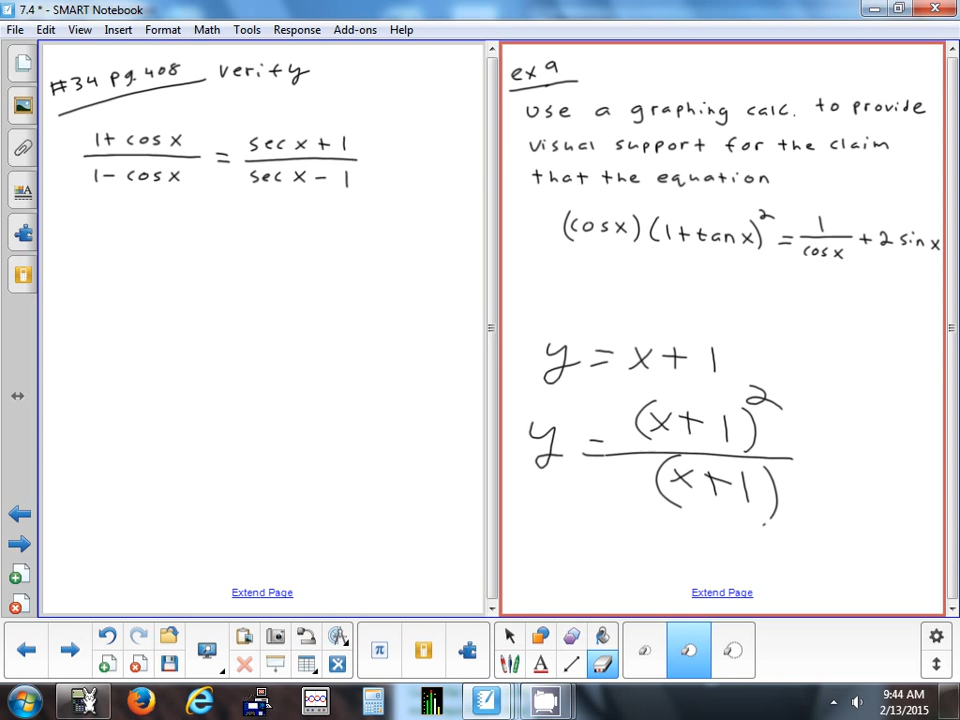 7.4 * - SMART Notebook
File Edit View Insert Format Math Tools Response Add-ons Help
#34 pg. 408 verify
1 + cos x / 1 - cos x = sec x + 1 / sec x - 1
Extend Page
ex 9
Use a graphing calc. to provide
visual support for the claim
that the equation
(cos x)(1 + tan x)² = 1 / cos x + 2 sin x
y = x + 1
y = (x + 1)² / (x + 1)
Extend Page
9:44 AM
2/13/2015